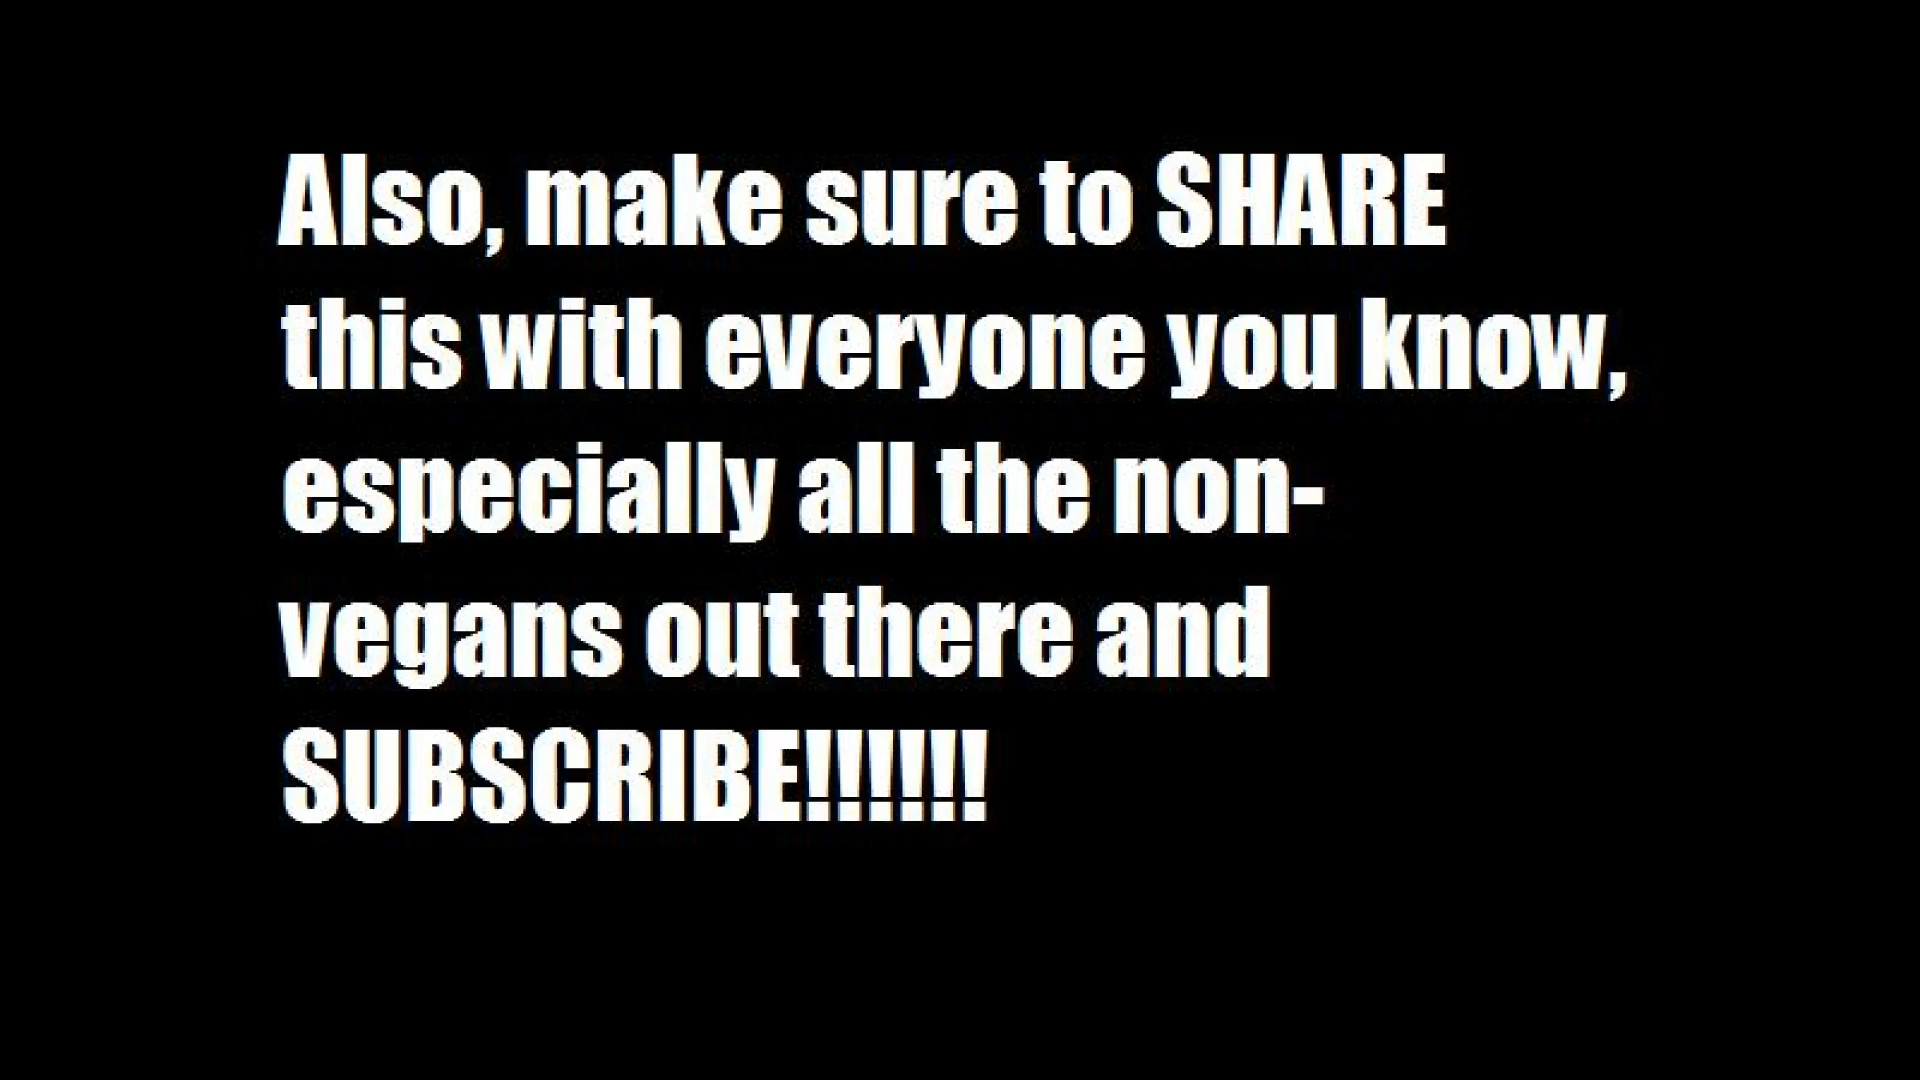 Also, make sure to SHARE
this with everyone you know,
especially all the non-
vegans out there and
SUBSCRIBE!!!!!!